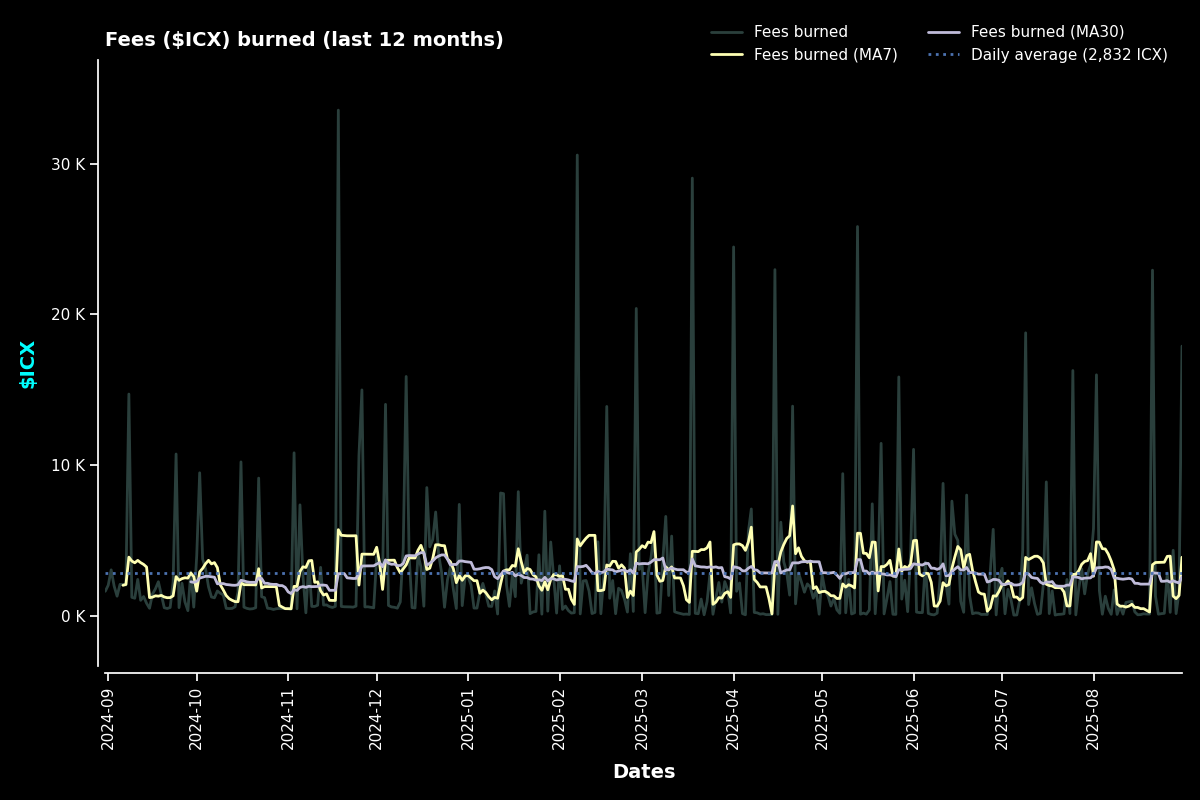 Fees ($ICX) burned (last 12 months)
Fees burned
Fees burned (MA7)
Fees burned (MA30)
Daily average (2,832 ICX)
$ICX
30 K
20 K
10 K
0 K
2024-09
2024-10
2024-11
2024-12
2025-01
2025-02
2025-03
2025-04
2025-05
2025-06
2025-07
2025-08
Dates